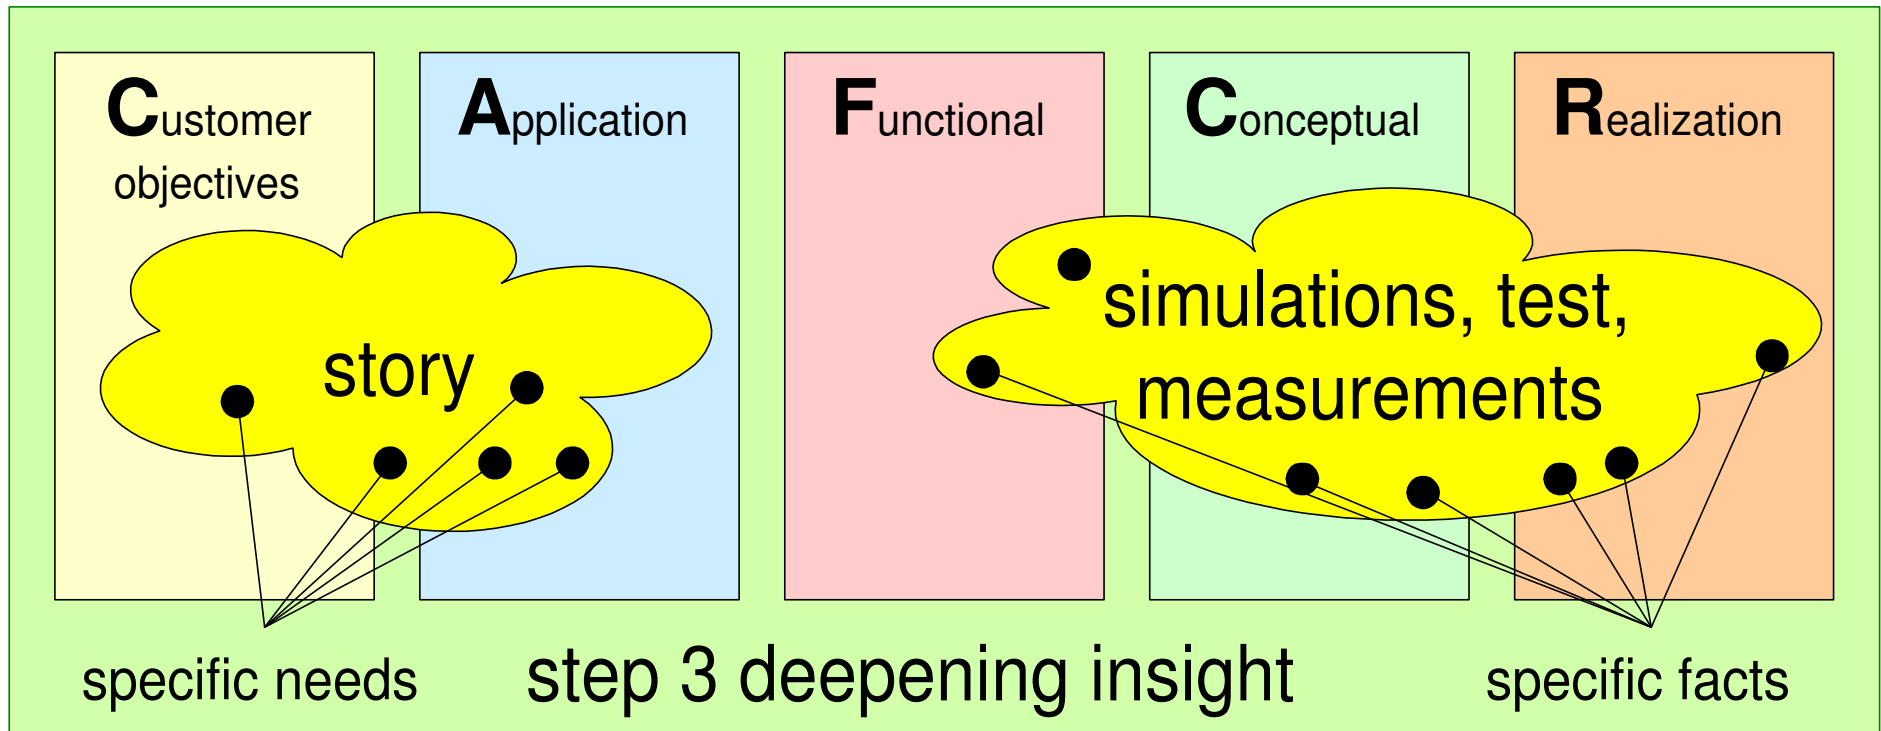 Customer
objectives
Application
Functional
Conceptual
Realization
story
simulations, test,
measurements
specific needs
step 3 deepening insight
specific facts